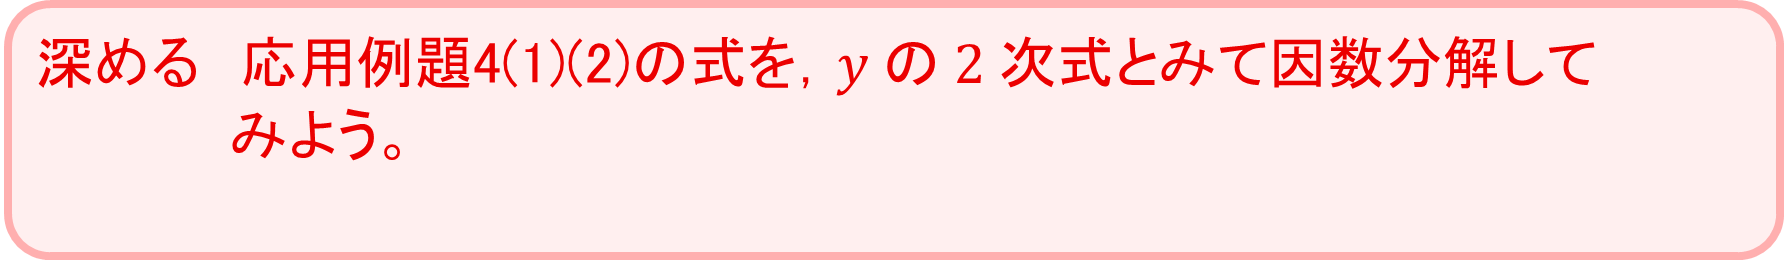 深める　応用例題4(1)(2)の式を，y の 2 次式とみて因数分解して
みよう。